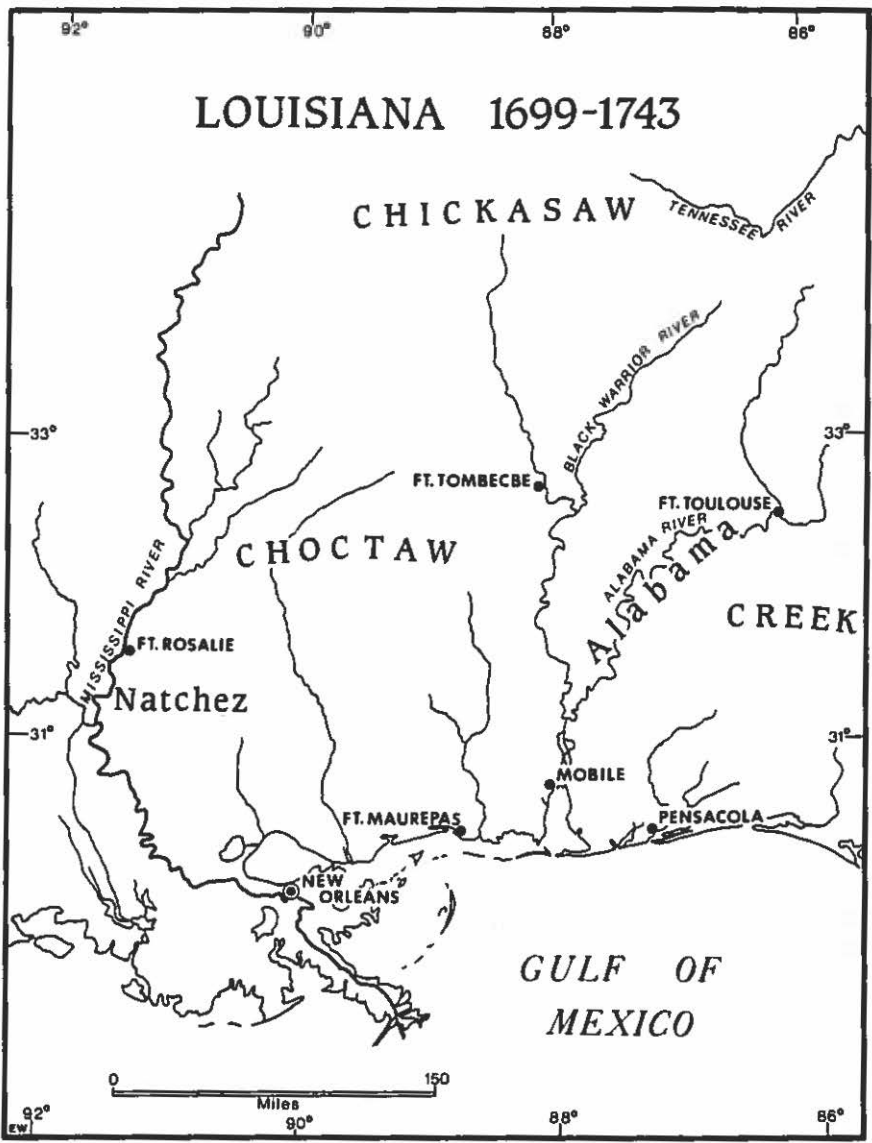 92° 90° 88° 86°
LOUISIANA 1699-1743
CHICKASAW
TENNESSEE RIVER
BLACK WARRIOR RIVER
33° 33°
FT. TOMBECBE
FT. TOULOUSE
ALABAMA RIVER
Alabama
CHOCTAW
MISSISSIPPI RIVER
CREEK
FT. ROSALIE
Natchez
31° 31°
MOBILE
FT. MAUREPAS
PENSACOLA
NEW
ORLEANS
GULF OF
MEXICO
0 150
Miles
92° 90° 88° 86°
EW